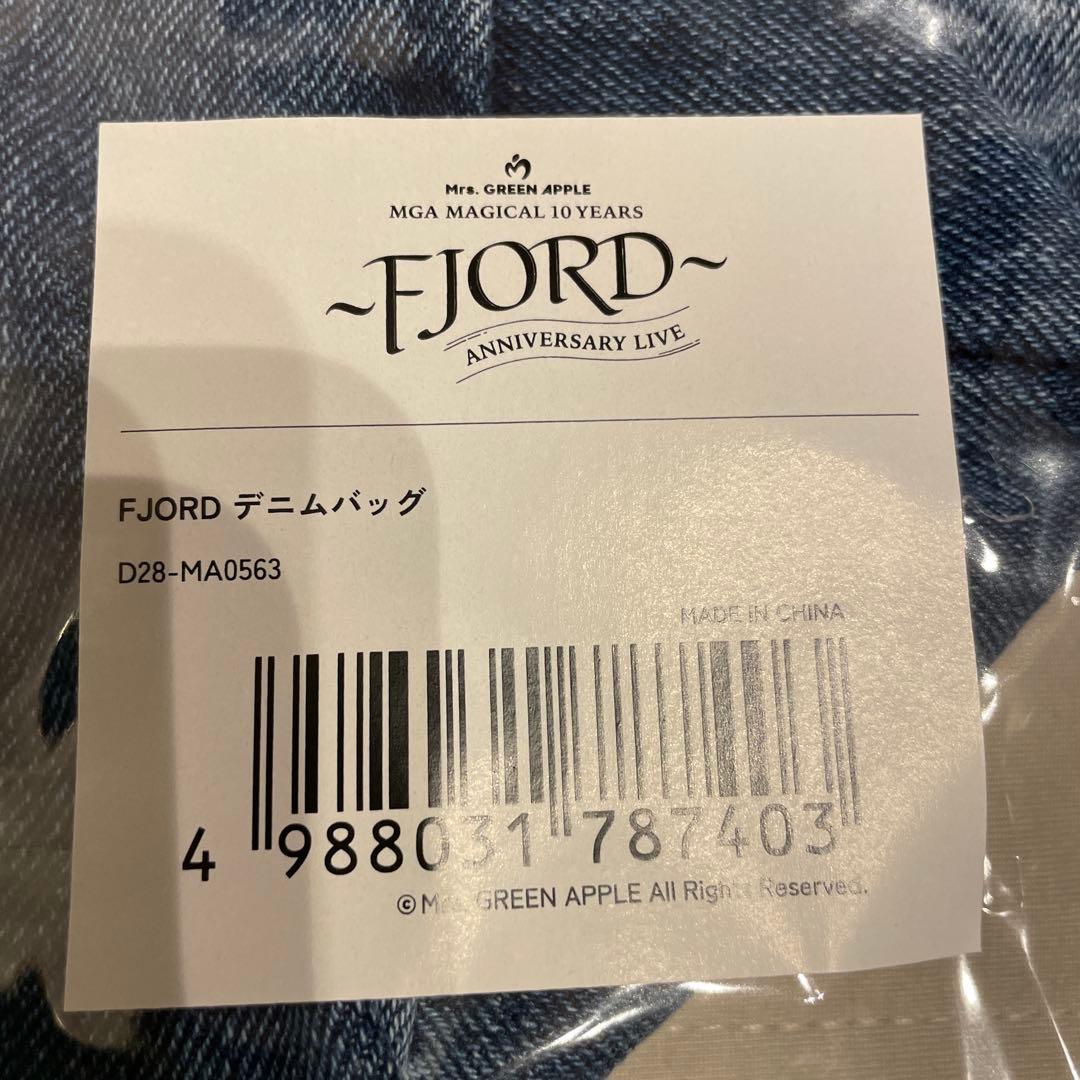 Mrs. GREEN APPLE
MGA MAGICAL 10 YEARS
~FJORD~
ANNIVERSARY LIVE
FJORD デニムバッグ
D28-MA0563
MADE IN CHINA
4 988031 787403
©Mrs. GREEN APPLE All Rights Reserved.